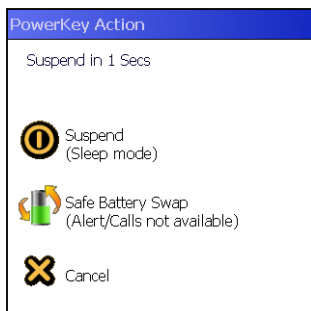 PowerKey Action
Suspend in 1 Secs
Suspend
(Sleep mode)
Safe Battery Swap
(Alert/Calls not available)
Cancel